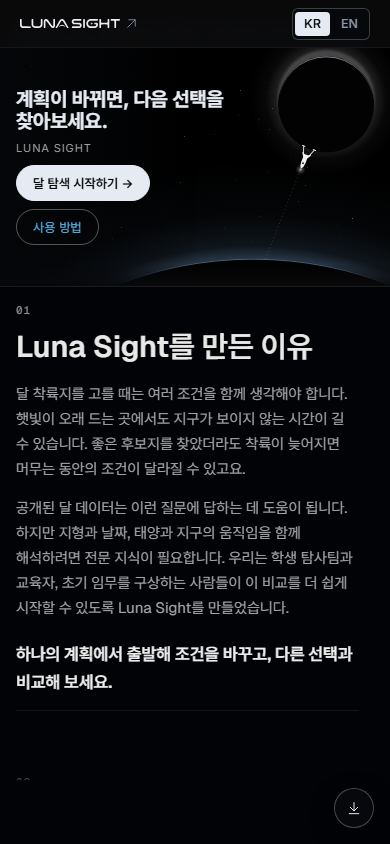 LUNA SIGHT
KR EN
계획이 바뀌면, 다음 선택을
찾아보세요.
LUNA SIGHT
달 탐색 시작하기 →
사용 방법
01
Luna Sight를 만든 이유
달 착륙지를 고를 때는 여러 조건을 함께 생각해야 합니다.
햇빛이 오래 드는 곳에서도 지구가 보이지 않는 시간이 길
수 있습니다. 좋은 후보지를 찾았더라도 착륙이 늦어지면
머무는 동안의 조건이 달라질 수 있고요.
공개된 달 데이터는 이런 질문에 답하는 데 도움이 됩니다.
하지만 지형과 날짜, 태양과 지구의 움직임을 함께
해석하려면 전문 지식이 필요합니다. 우리는 학생 탐사팀과
교육자, 초기 임무를 구상하는 사람들이 이 비교를 더 쉽게
시작할 수 있도록 Luna Sight를 만들었습니다.
하나의 계획에서 출발해 조건을 바꾸고, 다른 선택과
비교해 보세요.